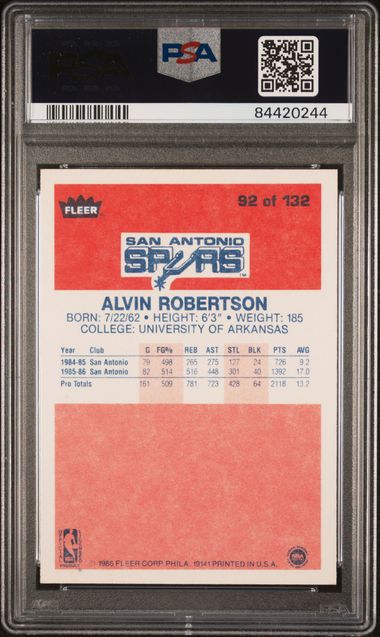 PSA
84420244
FLEER
92 of 132
SAN ANTONIO
SPURS
TM
ALVIN ROBERTSON
BORN: 7/22/62 • HEIGHT: 6'3" • WEIGHT: 185
COLLEGE: UNIVERSITY OF ARKANSAS
Year Club G FG% REB AST STL BLK PTS AVG
1984-85 San Antonio 79 498 265 275 127 24 726 9.2
1985-86 San Antonio 82 514 516 448 301 40 1392 17.0
Pro Totals 161 509 781 723 428 64 2118 13.2
© 1986 FLEER CORP. PHILA. 19141 PRINTED IN U.S.A.